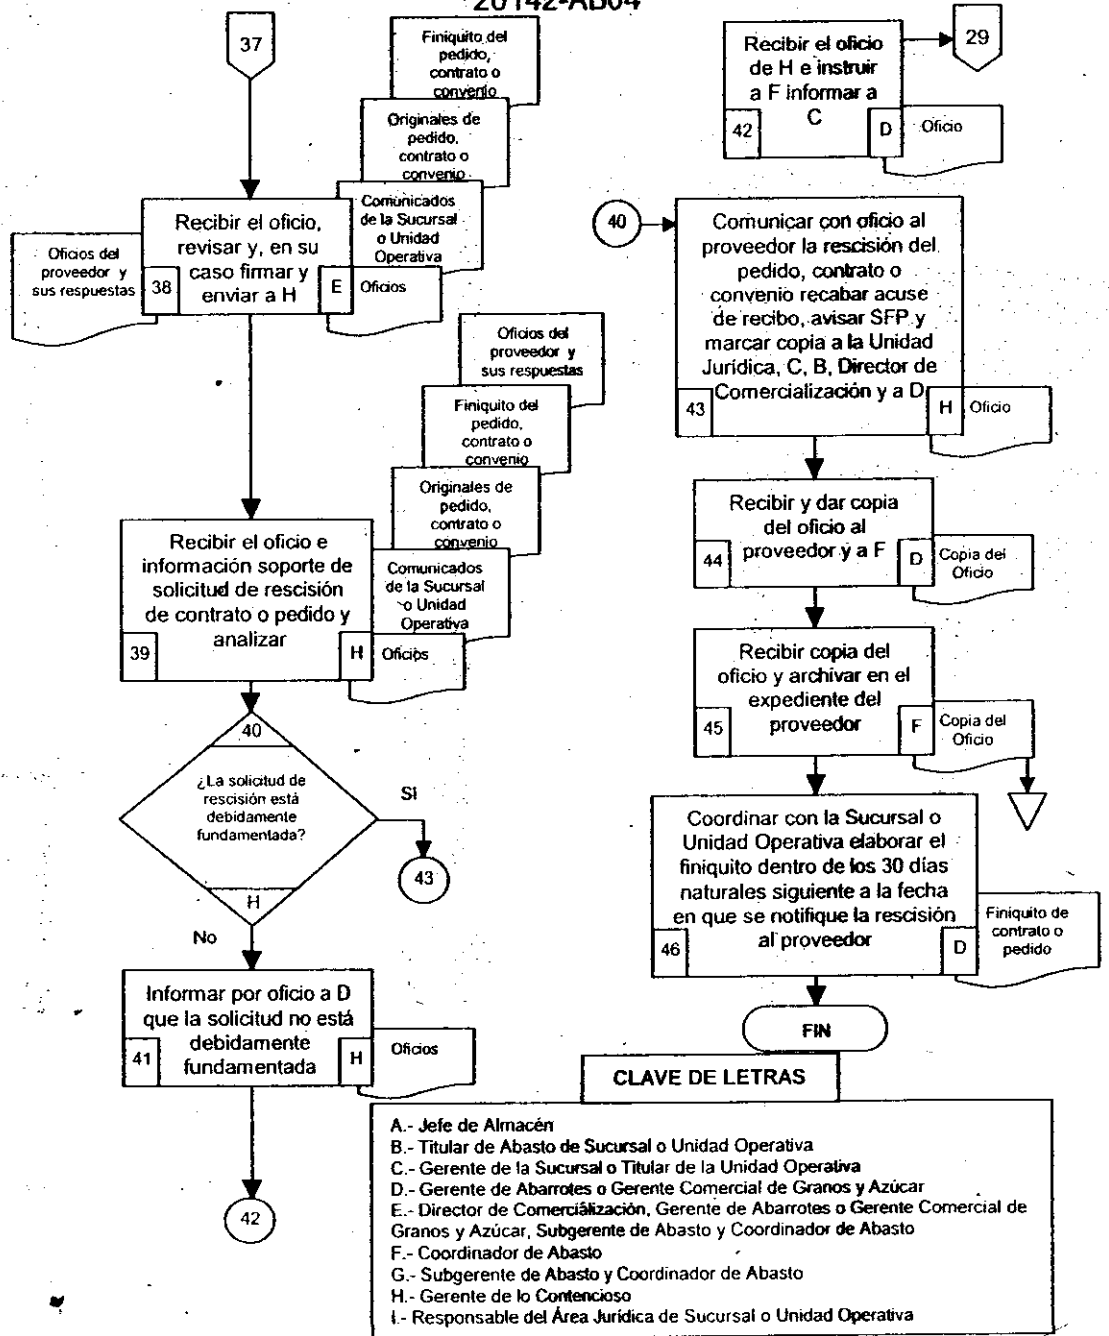 20142-AB04
37
Finiquito del
pedido,
contrato o
convenio
Originales de
pedido,
contrato o
convenio
Comunicados
de la Sucursal
o Unidad
Operativa
Oficios del
proveedor y
sus respuestas
Recibir el oficio,
revisar y, en su
caso firmar y
enviar a H
38
E
Oficios
Oficios del
proveedor y
sus respuestas
Finiquito del
pedido,
contrato o
convenio
Originales de
pedido,
contrato o
convenio
Comunicados
de la Sucursal
o Unidad
Operativa
Recibir el oficio e
información soporte de
solicitud de rescisión
de contrato o pedido y
analizar
39
H
Oficios
40
¿La solicitud de
rescisión está
debidamente
fundamentada?
H
SI
43
No
Informar por oficio a D
que la solicitud no está
debidamente
fundamentada
41
H
Oficios
42
Recibir el oficio
de H e instruir
a F informar a
C
42
D
Oficio
29
40
Comunicar con oficio al
proveedor la rescisión del
pedido, contrato o
convenio recabar acuse
de recibo, avisar SFP y
marcar copia a la Unidad
Jurídica, C, B, Director de
Comercialización y a D
43
H
Oficio
Recibir y dar copia
del oficio al
proveedor y a F
44
D
Copia del
Oficio
Recibir copia del
oficio y archivar en el
expediente del
proveedor
45
F
Copia del
Oficio
Coordinar con la Sucursal o
Unidad Operativa elaborar el
finiquito dentro de los 30 días
naturales siguiente a la fecha
en que se notifique la rescisión
al proveedor
46
D
Finiquito de
contrato o
pedido
FIN
CLAVE DE LETRAS
A.- Jefe de Almacén
B.- Titular de Abasto de Sucursal o Unidad Operativa
C.- Gerente de la Sucursal o Titular de la Unidad Operativa
D.- Gerente de Abarrotes o Gerente Comercial de Granos y Azúcar
E.- Director de Comercialización, Gerente de Abarrotes o Gerente Comercial de
Granos y Azúcar, Subgerente de Abasto y Coordinador de Abasto
F.- Coordinador de Abasto
G.- Subgerente de Abasto y Coordinador de Abasto
H.- Gerente de lo Contencioso
I.- Responsable del Área Jurídica de Sucursal o Unidad Operativa